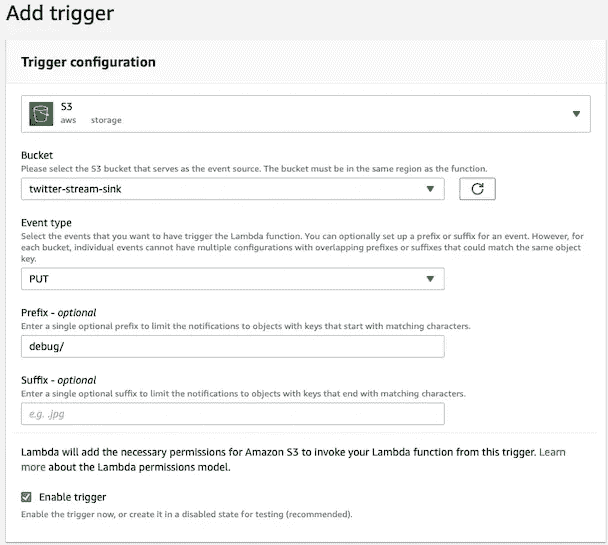 Add trigger
Trigger configuration
S3
aws storage
Bucket
Please select the S3 bucket that serves as the event source. The bucket must be in the same region as the function.
twitter-stream-sink
Event type
Select the events that you want to have trigger the Lambda function. You can optionally set up a prefix or suffix for an event. However, for
each bucket, individual events cannot have multiple configurations with overlapping prefixes or suffixes that could match the same object
key.
PUT
Prefix - optional
Enter a single optional prefix to limit the notifications to objects with keys that start with matching characters.
debug/
Suffix - optional
Enter a single optional suffix to limit the notifications to objects with keys that end with matching characters.
e.g. .jpg
Lambda will add the necessary permissions for Amazon S3 to invoke your Lambda function from this trigger. Learn
more about the Lambda permissions model.
Enable trigger
Enable the trigger now, or create it in a disabled state for testing (recommended).